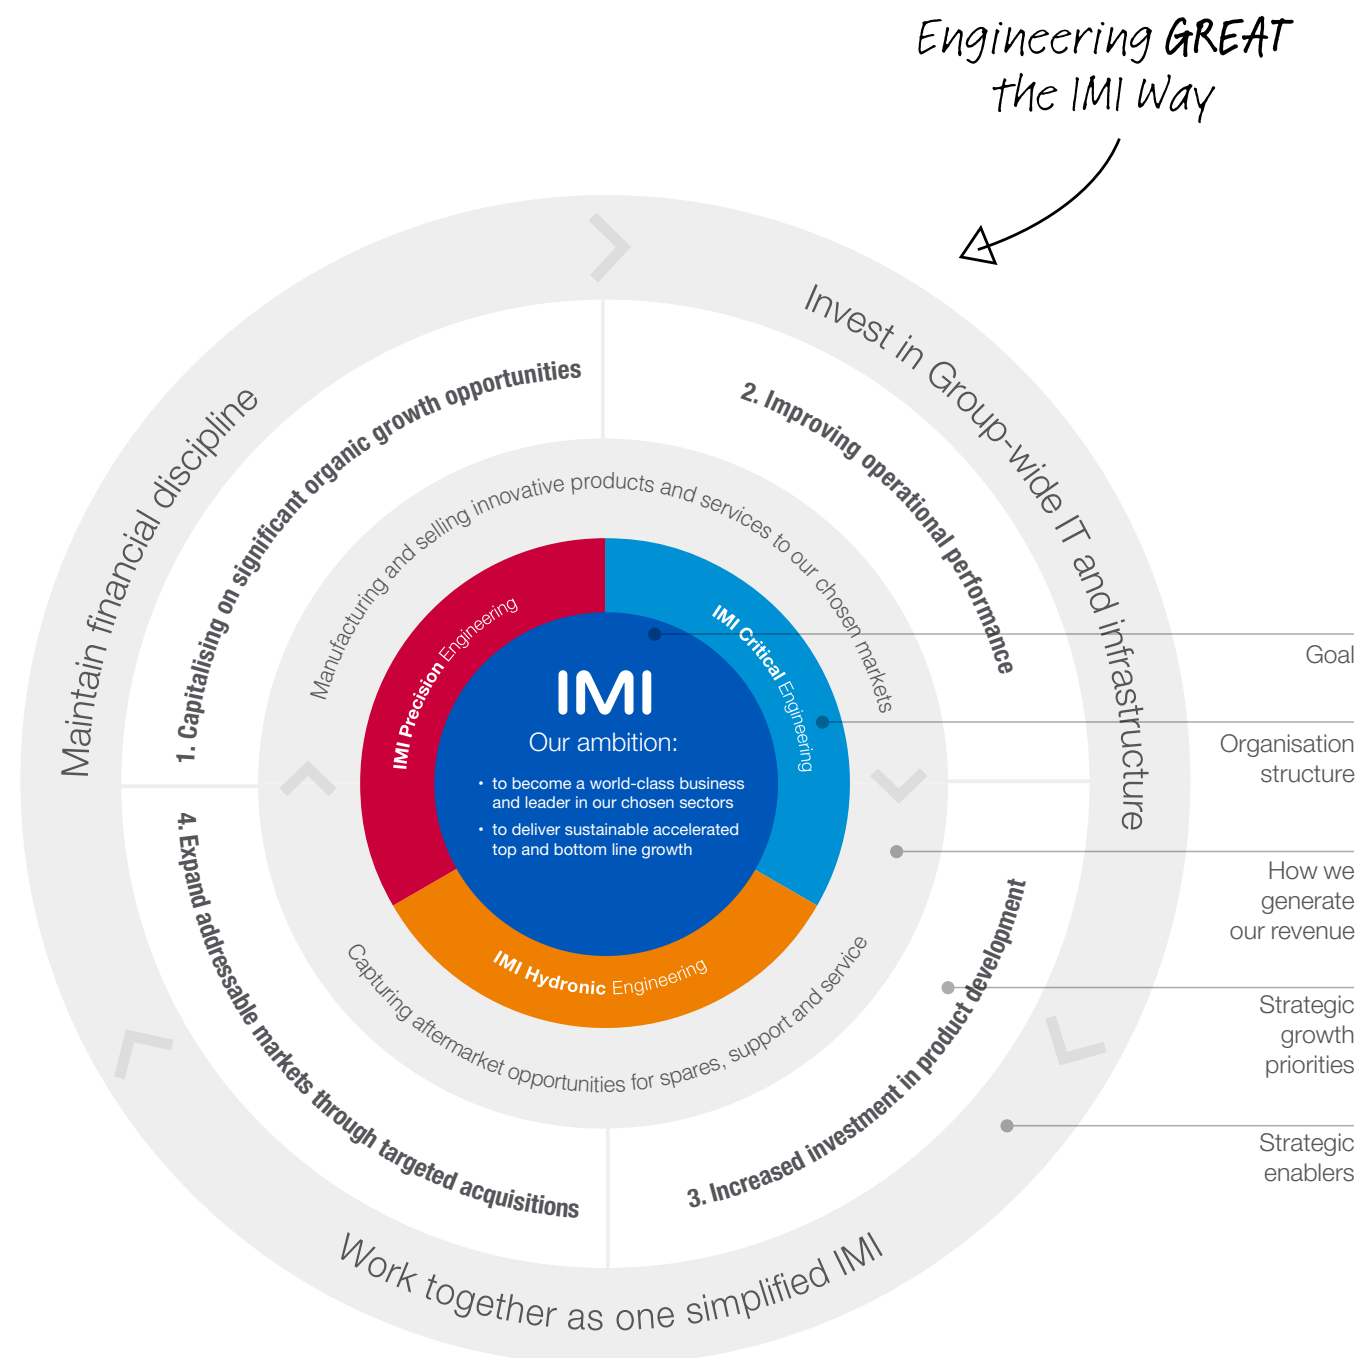 Engineering GREAT
the IMI Way
Maintain financial discipline
Invest in Group-wide IT and infrastructure
Work together as one simplified IMI
1. Capitalising on significant organic growth opportunities
2. Improving operational performance
3. Increased investment in product development
4. Expand addressable markets through targeted acquisitions
Manufacturing and selling innovative products and services to our chosen markets
Capturing aftermarket opportunities for spares, support and service
IMI Precision Engineering
IMI Critical Engineering
IMI Hydronic Engineering
IMI
Our ambition:
• to become a world-class business
and leader in our chosen sectors
• to deliver sustainable accelerated
top and bottom line growth
Goal
Organisation
structure
How we
generate
our revenue
Strategic
growth
priorities
Strategic
enablers